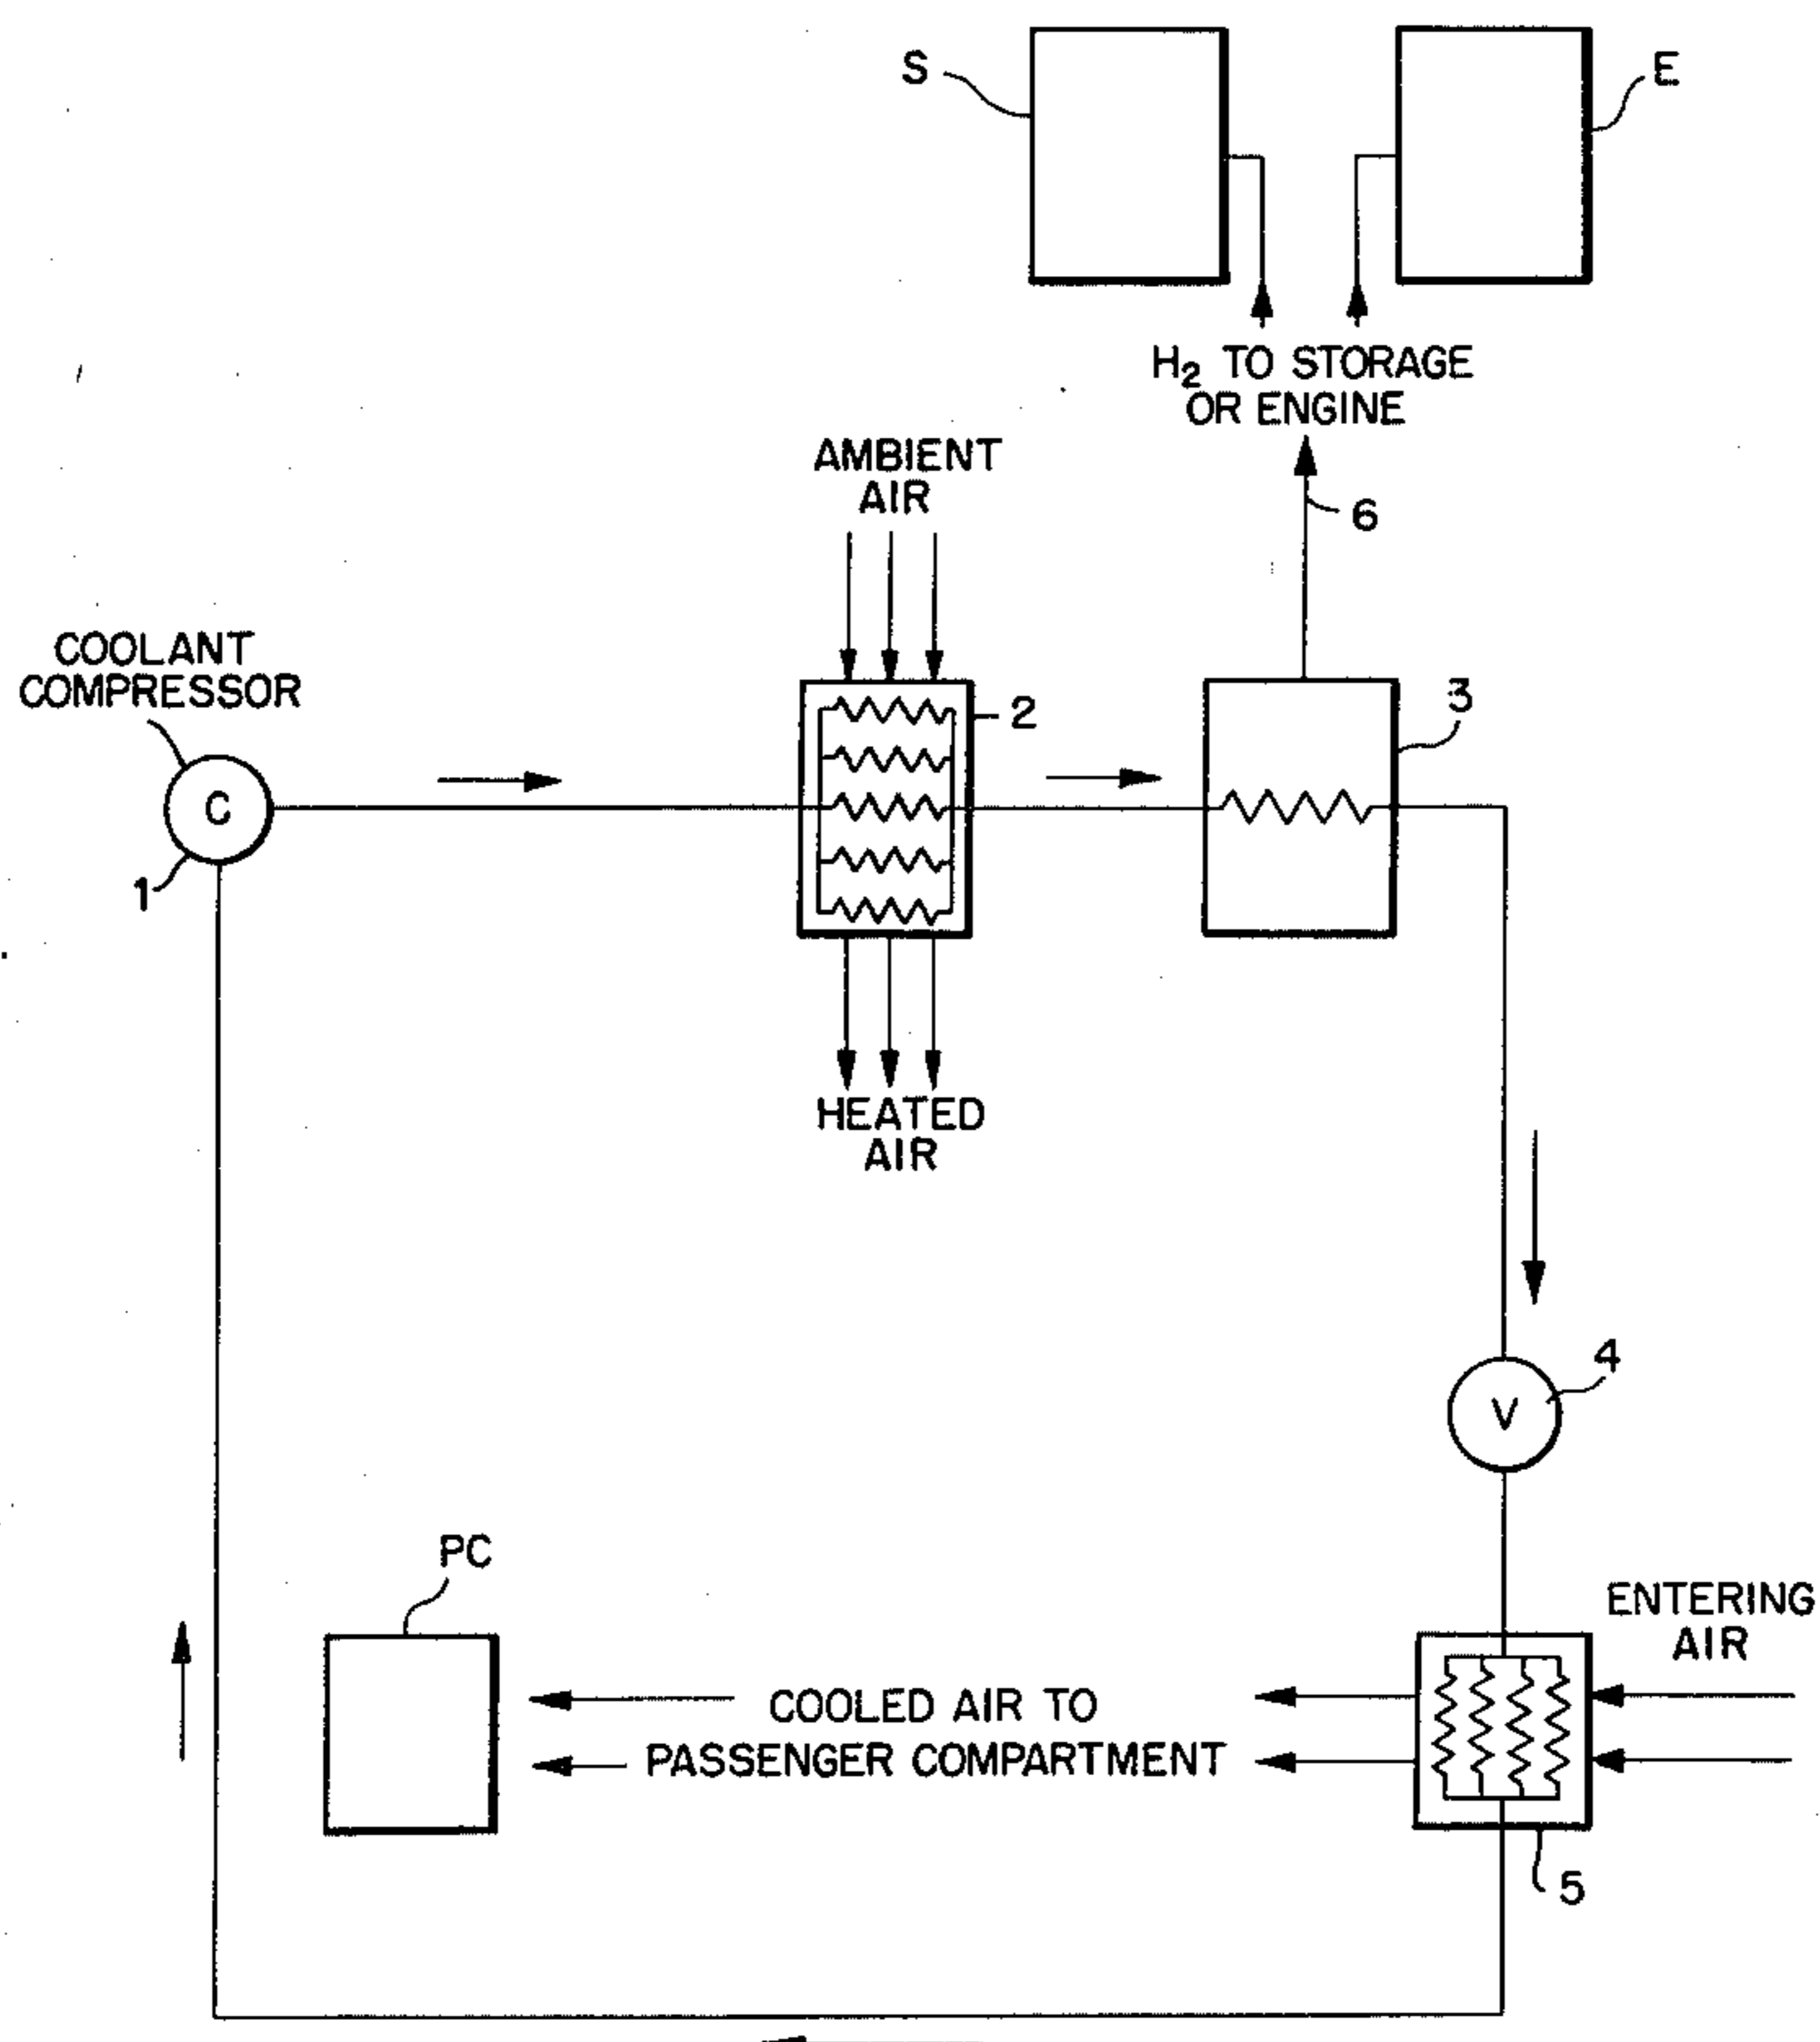 S
E
H₂ TO STORAGE
OR ENGINE
AMBIENT
AIR
6
COOLANT
COMPRESSOR
2
3
C
1
HEATED
AIR
4
V
PC
ENTERING
AIR
COOLED AIR TO
PASSENGER COMPARTMENT
5